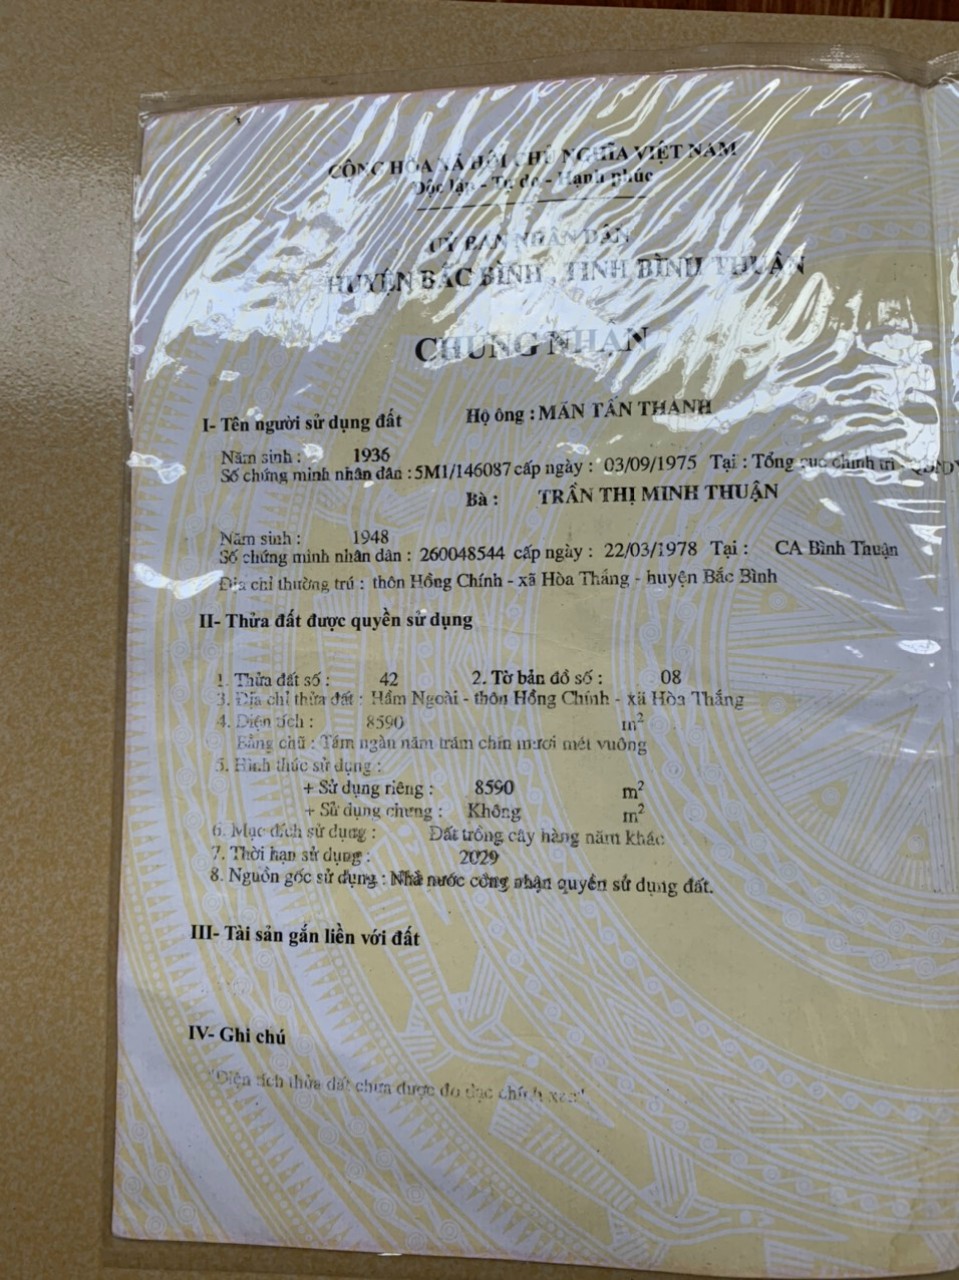 CỘNG HÒA XÃ HỘI CHỦ NGHĨA VIỆT NAM
Độc lập - Tự do - Hạnh phúc
ỦY BAN NHÂN DÂN
HUYỆN BẮC BÌNH , TỈNH BÌNH THUẬN
CHỨNG NHẬN
I- Tên người sử dụng đất Hộ ông : MÃN TẤN THÀNH
Năm sinh : 1936
Số chứng minh nhân dân : 5M1/146087 cấp ngày : 03/09/1975 Tại : Tổng cục chính trị -
Bà : TRẦN THỊ MINH THUẬN
Năm sinh : 1948
Số chứng minh nhân dân : 260048544 cấp ngày : 22/03/1978 Tại : CA Bình Thuận
Địa chỉ thường trú : thôn Hồng Chính - xã Hòa Thắng - huyện Bắc Bình
II- Thửa đất được quyền sử dụng
1. Thửa đất số : 42 2. Tờ bản đồ số : 08
3. Địa chỉ thửa đất : Hầm Ngoài - thôn Hồng Chính - xã Hòa Thắng
4. Diện tích : 8590 m²
Bằng chữ : Tám ngàn năm trăm chín mươi mét vuông
5. Hình thức sử dụng :
+ Sử dụng riêng : 8590 m²
+ Sử dụng chung : Không m²
6. Mục đích sử dụng : Đất trồng cây hàng năm khác
7. Thời hạn sử dụng : 2029
8. Nguồn gốc sử dụng : Nhà nước công nhận quyền sử dụng đất.
III- Tài sản gắn liền với đất
IV- Ghi chú
"Diện tích thửa đất chưa được đo đạc chính xác"